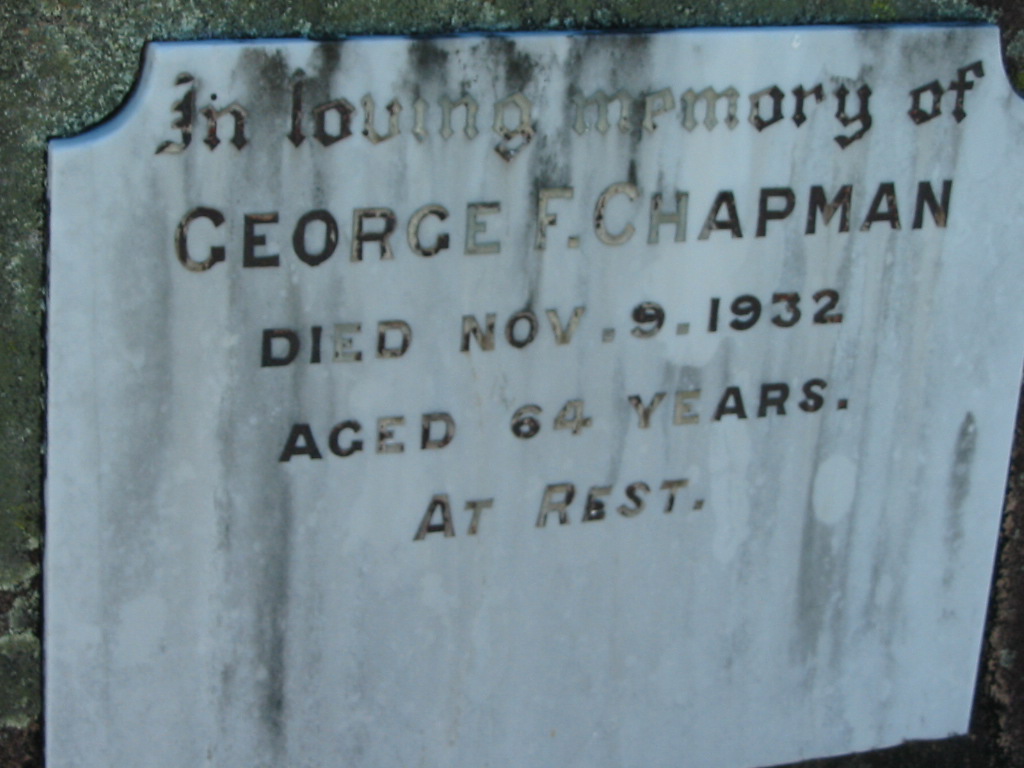 In loving memory of
GEORGE F. CHAPMAN
DIED NOV. 9. 1932
AGED 64 YEARS.
AT REST.